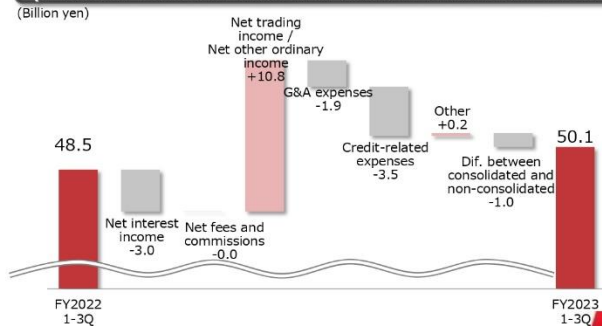 (Billion yen)
Net trading
income /
Net other ordinary
income
+10.8
G&A expenses
-1.9
Other
+0.2
48.5
Credit-related
expenses
-3.5
50.1
Dif. between
consolidated and
non-consolidated
-1.0
Net interest
income
-3.0
Net fees and
commissions
-0.0
FY2022
1-3Q
FY2023
1-3Q